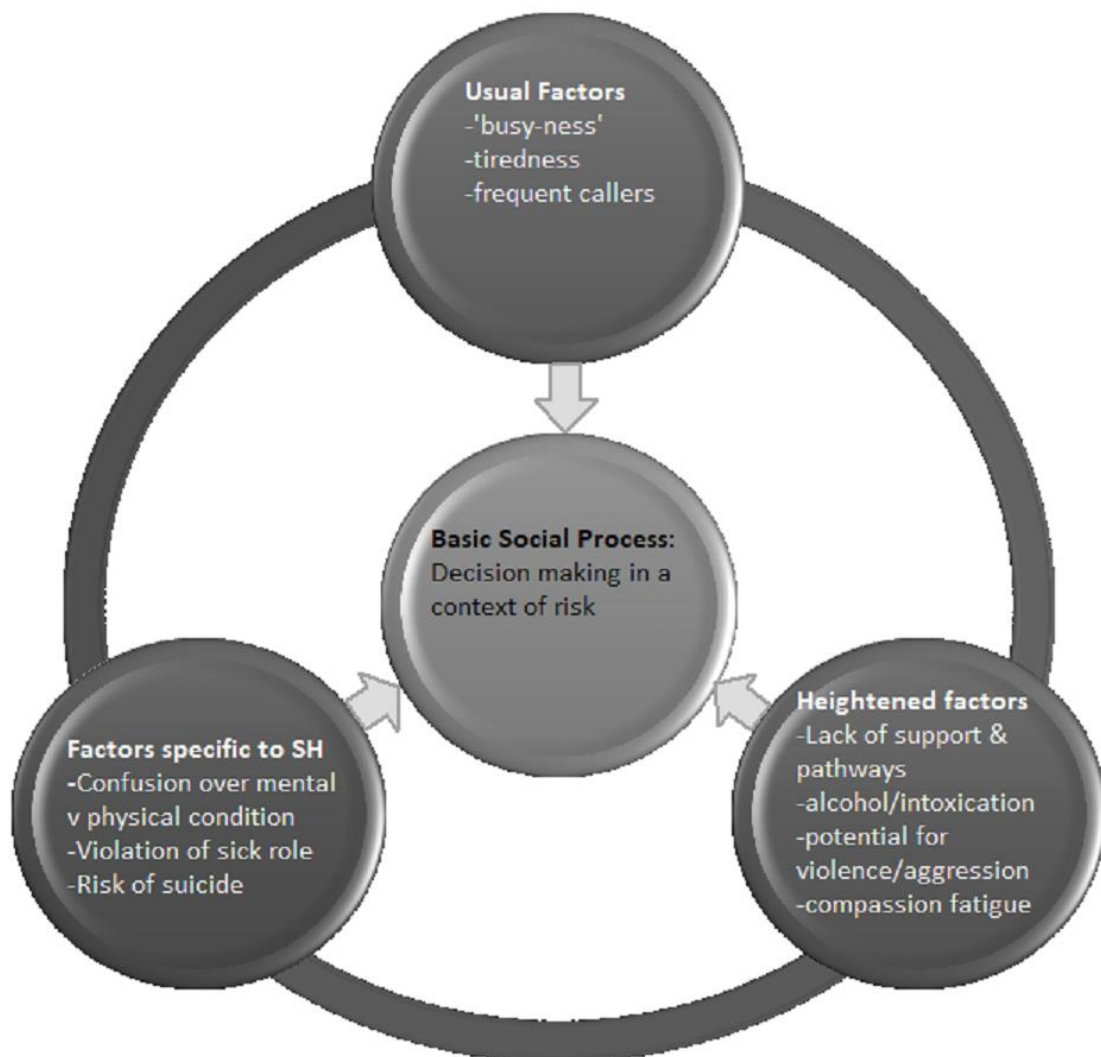 Usual Factors
-'busy-ness'
-tiredness
-frequent callers
Basic Social Process:
Decision making in a
context of risk
Factors specific to SH
-Confusion over mental
v physical condition
-Violation of sick role
-Risk of suicide
Heightened factors
-Lack of support &
pathways
-alcohol/intoxication
-potential for
violence/aggression
-compassion fatigue